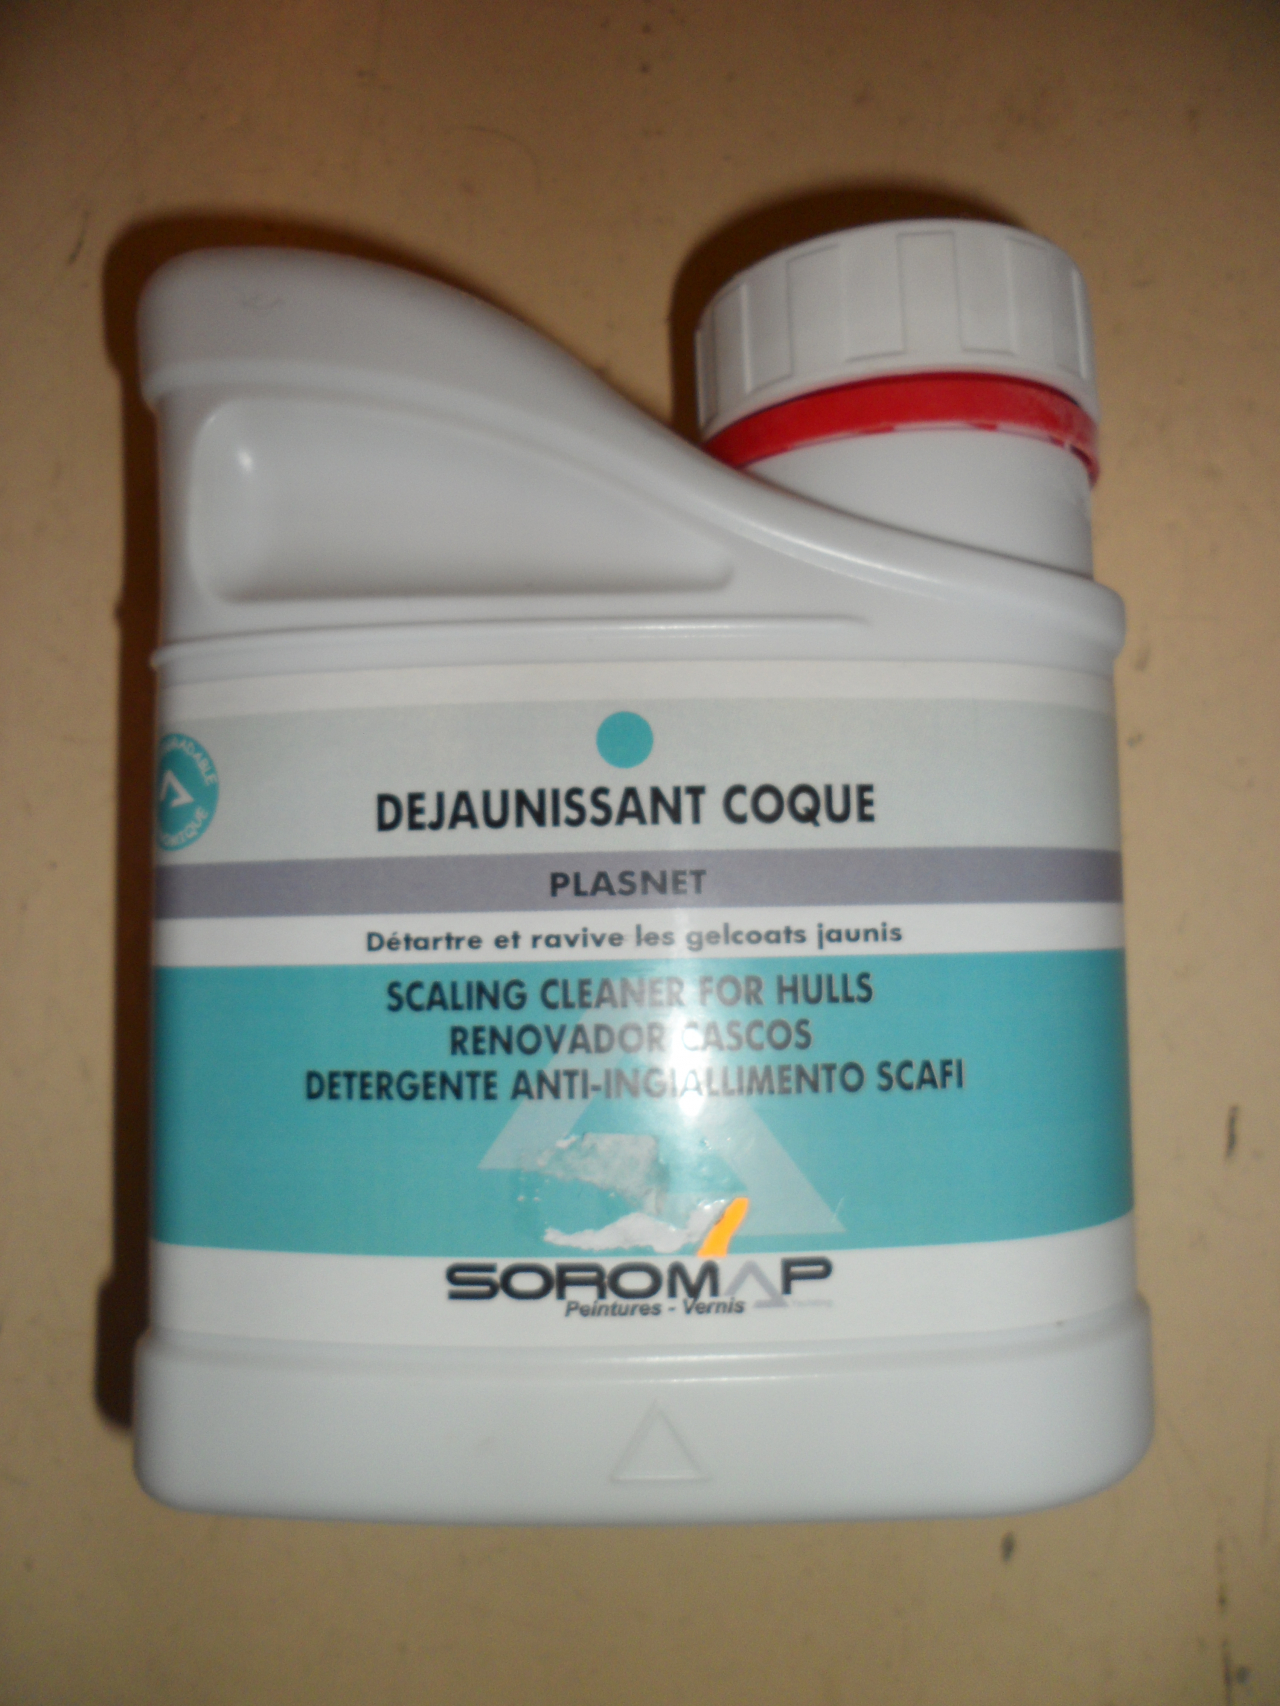 DEJAUNISSANT COQUE
PLASNET
Détartre et ravive les gelcoats jaunis
SCALING CLEANER FOR HULLS
RENOVADOR CASCOS
DETERGENTE ANTI-INGIALLIMENTO SCAFI
SOROMAP
Peintures - Vernis